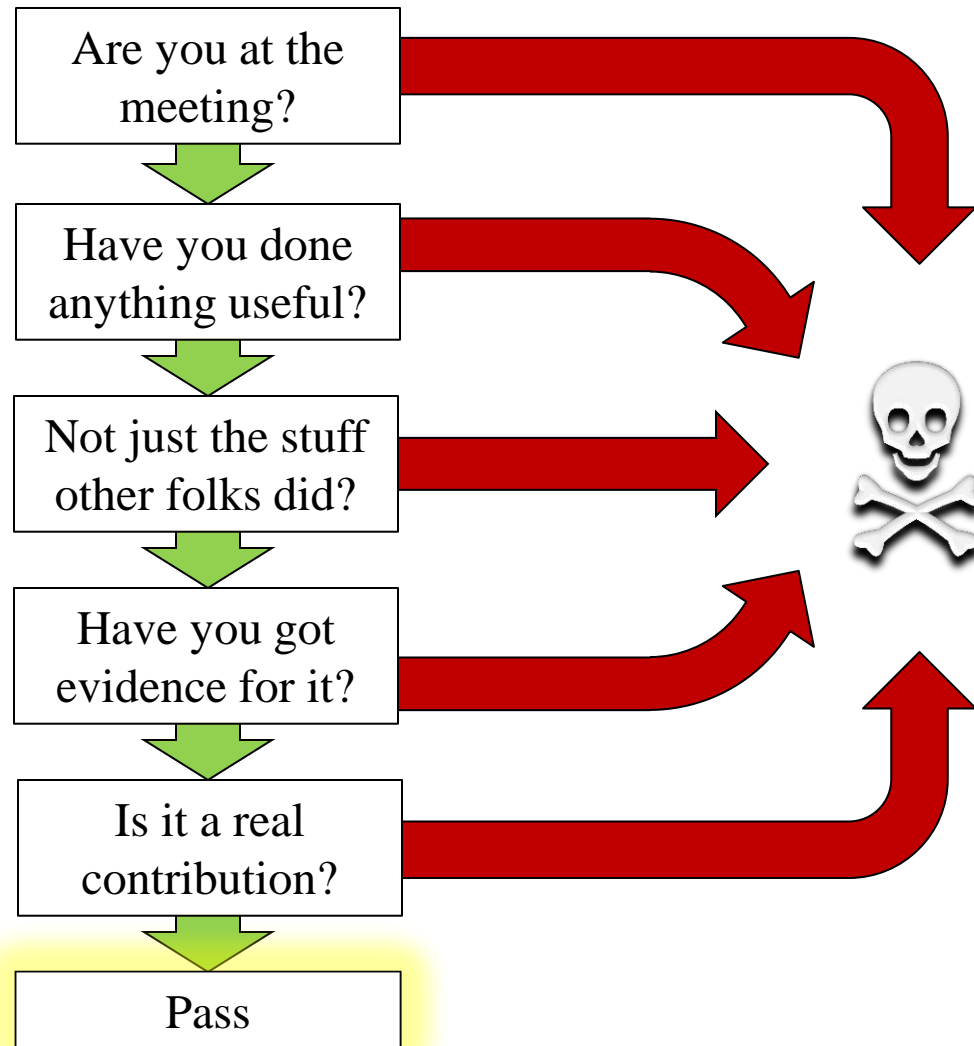 Are you at the
meeting?
Have you done
anything useful?
Not just the stuff
other folks did?
Have you got
evidence for it?
Is it a real
contribution?
Pass